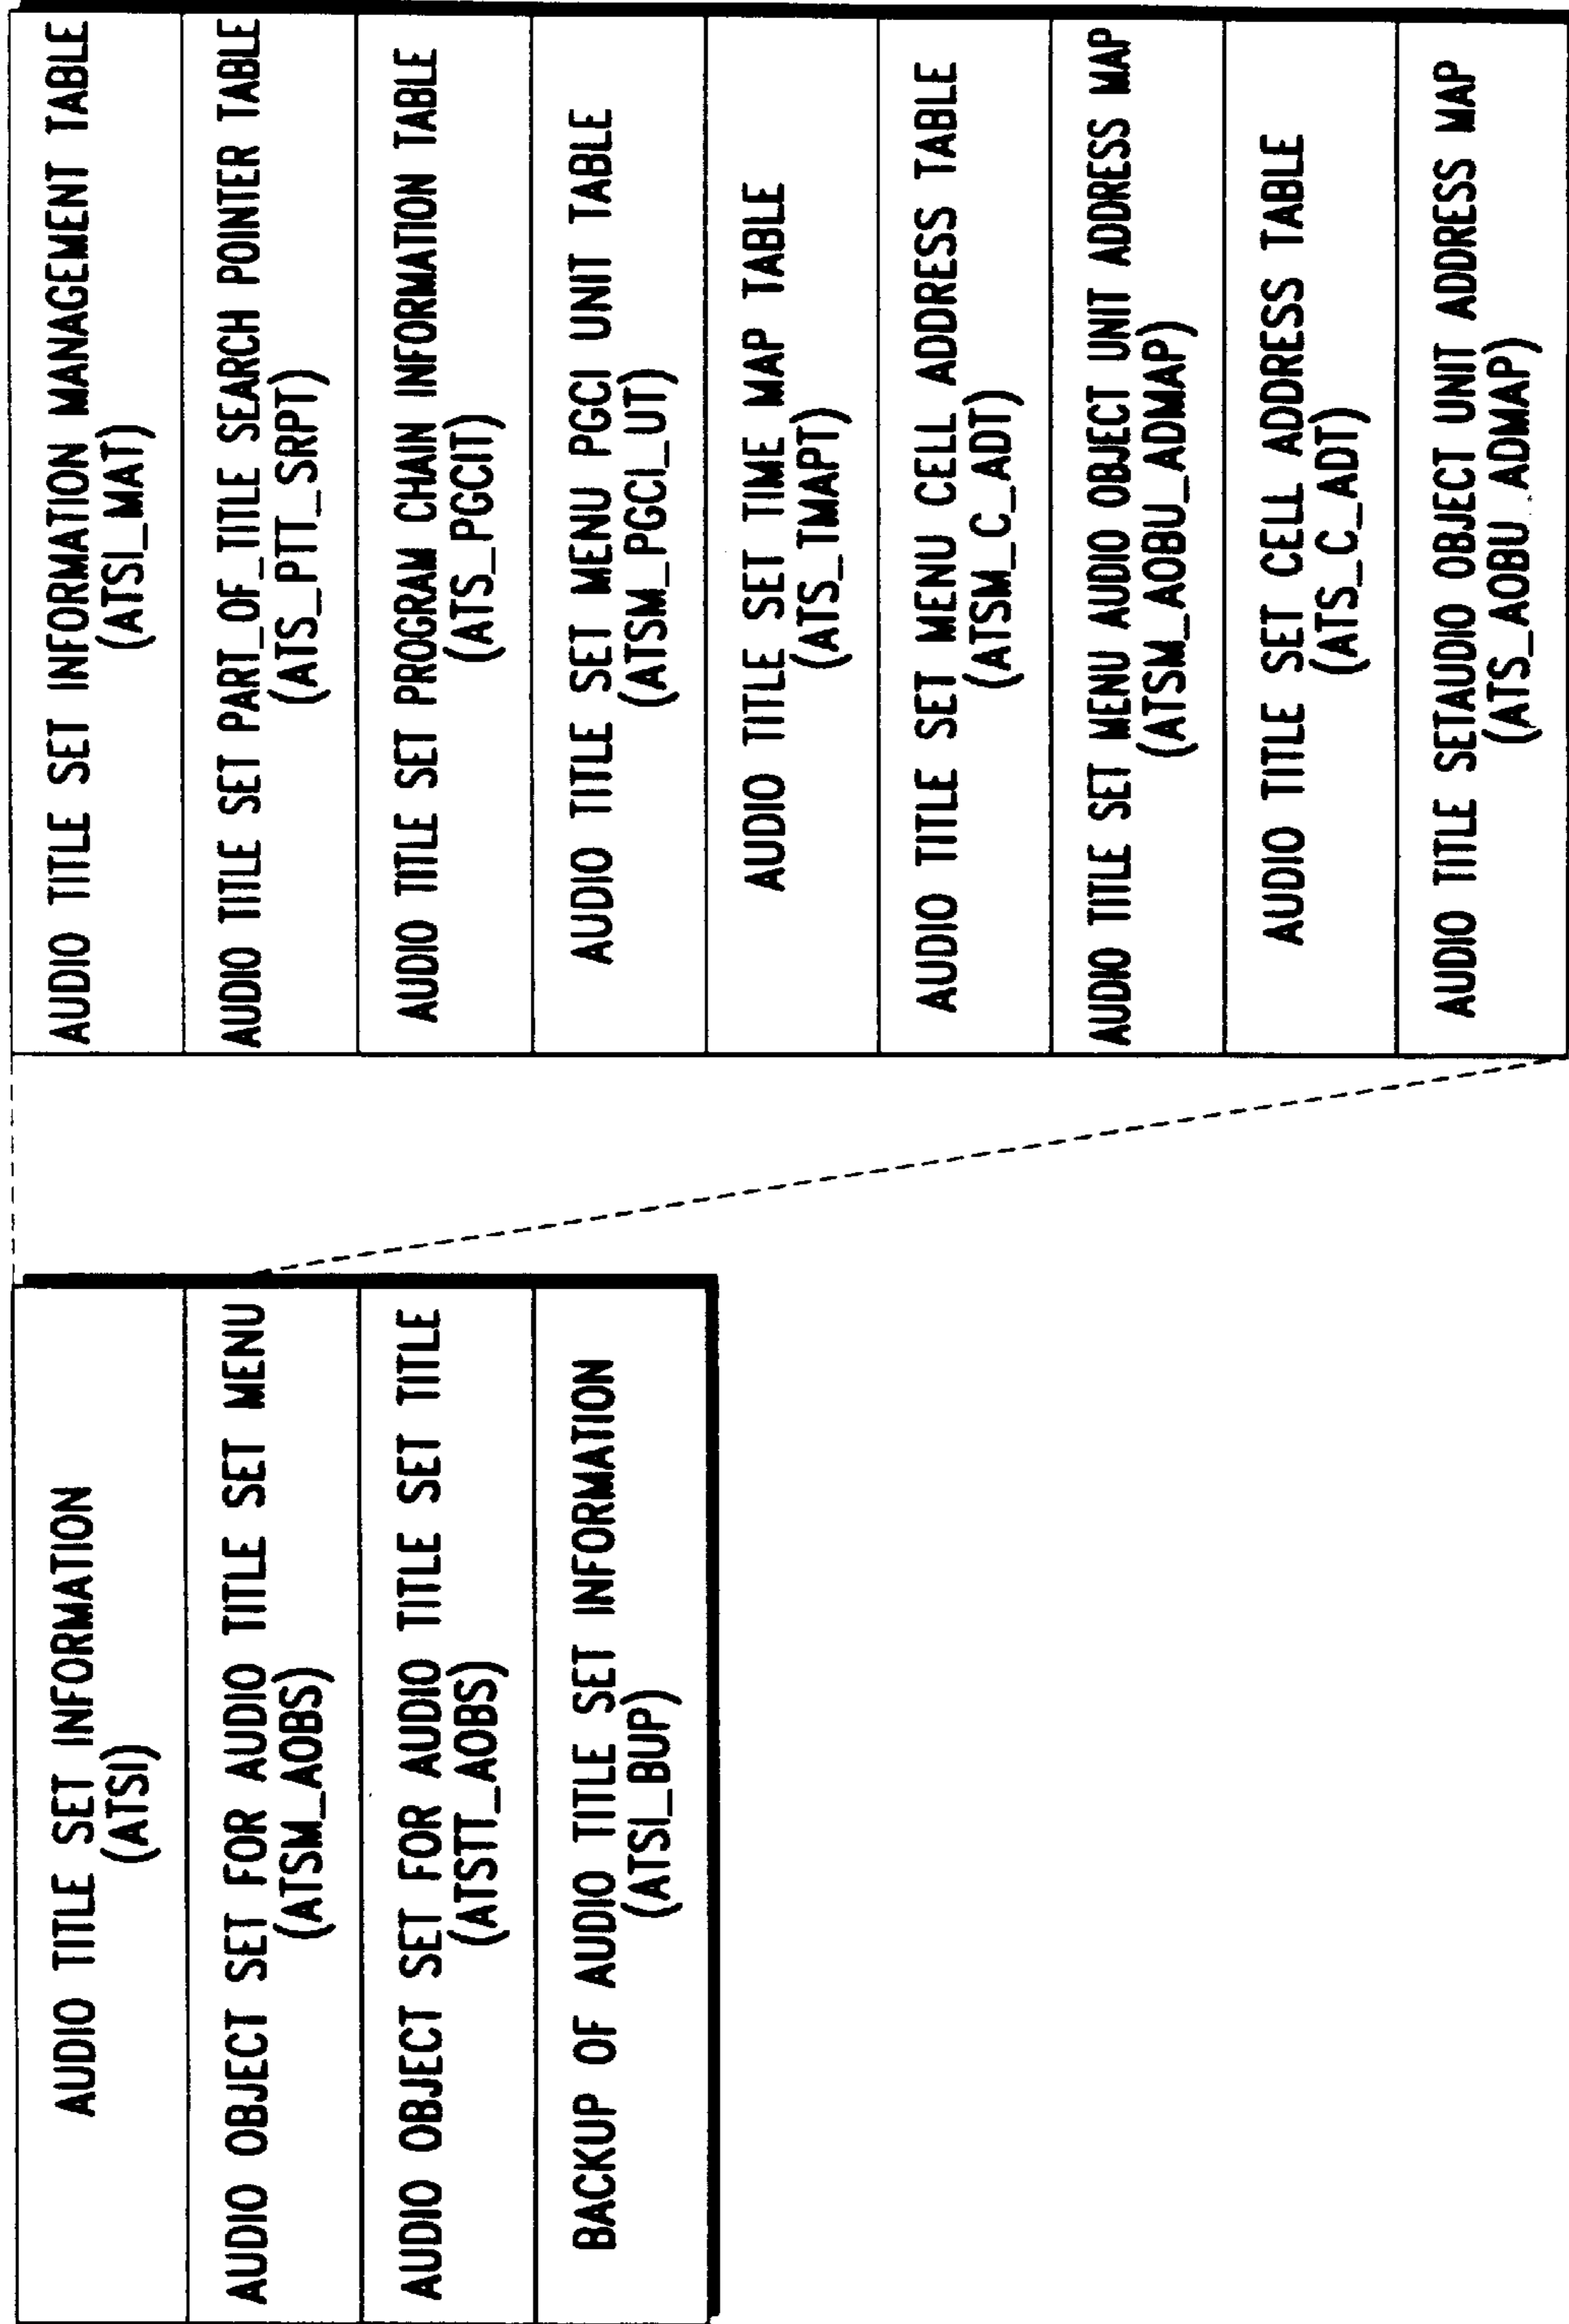 AUDIO TITLE SET INFORMATION
(ATSI)
AUDIO OBJECT SET FOR AUDIO TITLE SET MENU
(ATSM_AOBS)
AUDIO OBJECT SET FOR AUDIO TITLE SET TITLE
(ATSTT_AOBS)
BACKUP OF AUDIO TITLE SET INFORMATION
(ATSI_BUP)
AUDIO TITLE SET INFORMATION MANAGEMENT TABLE
(ATSI_MAT)
AUDIO TITLE SET PART_OF_TITLE SEARCH POINTER TABLE
(ATS_PTT_SRPT)
AUDIO TITLE SET PROGRAM CHAIN INFORMATION TABLE
(ATS_PGCIT)
AUDIO TITLE SET MENU PGCI UNIT TABLE
(ATSM_PGCI_UT)
AUDIO TITLE SET TIME MAP TABLE
(ATS_TMAPT)
AUDIO TITLE SET MENU CELL ADDRESS TABLE
(ATSM_C_ADT)
AUDIO TITLE SET MENU AUDIO OBJECT UNIT ADDRESS MAP
(ATSM_AOBU_ADMAP)
AUDIO TITLE SET CELL ADDRESS TABLE
(ATS_C_ADT)
AUDIO TITLE SETAUDIO OBJECT UNIT ADDRESS MAP
(ATS_AOBU ADMAP)